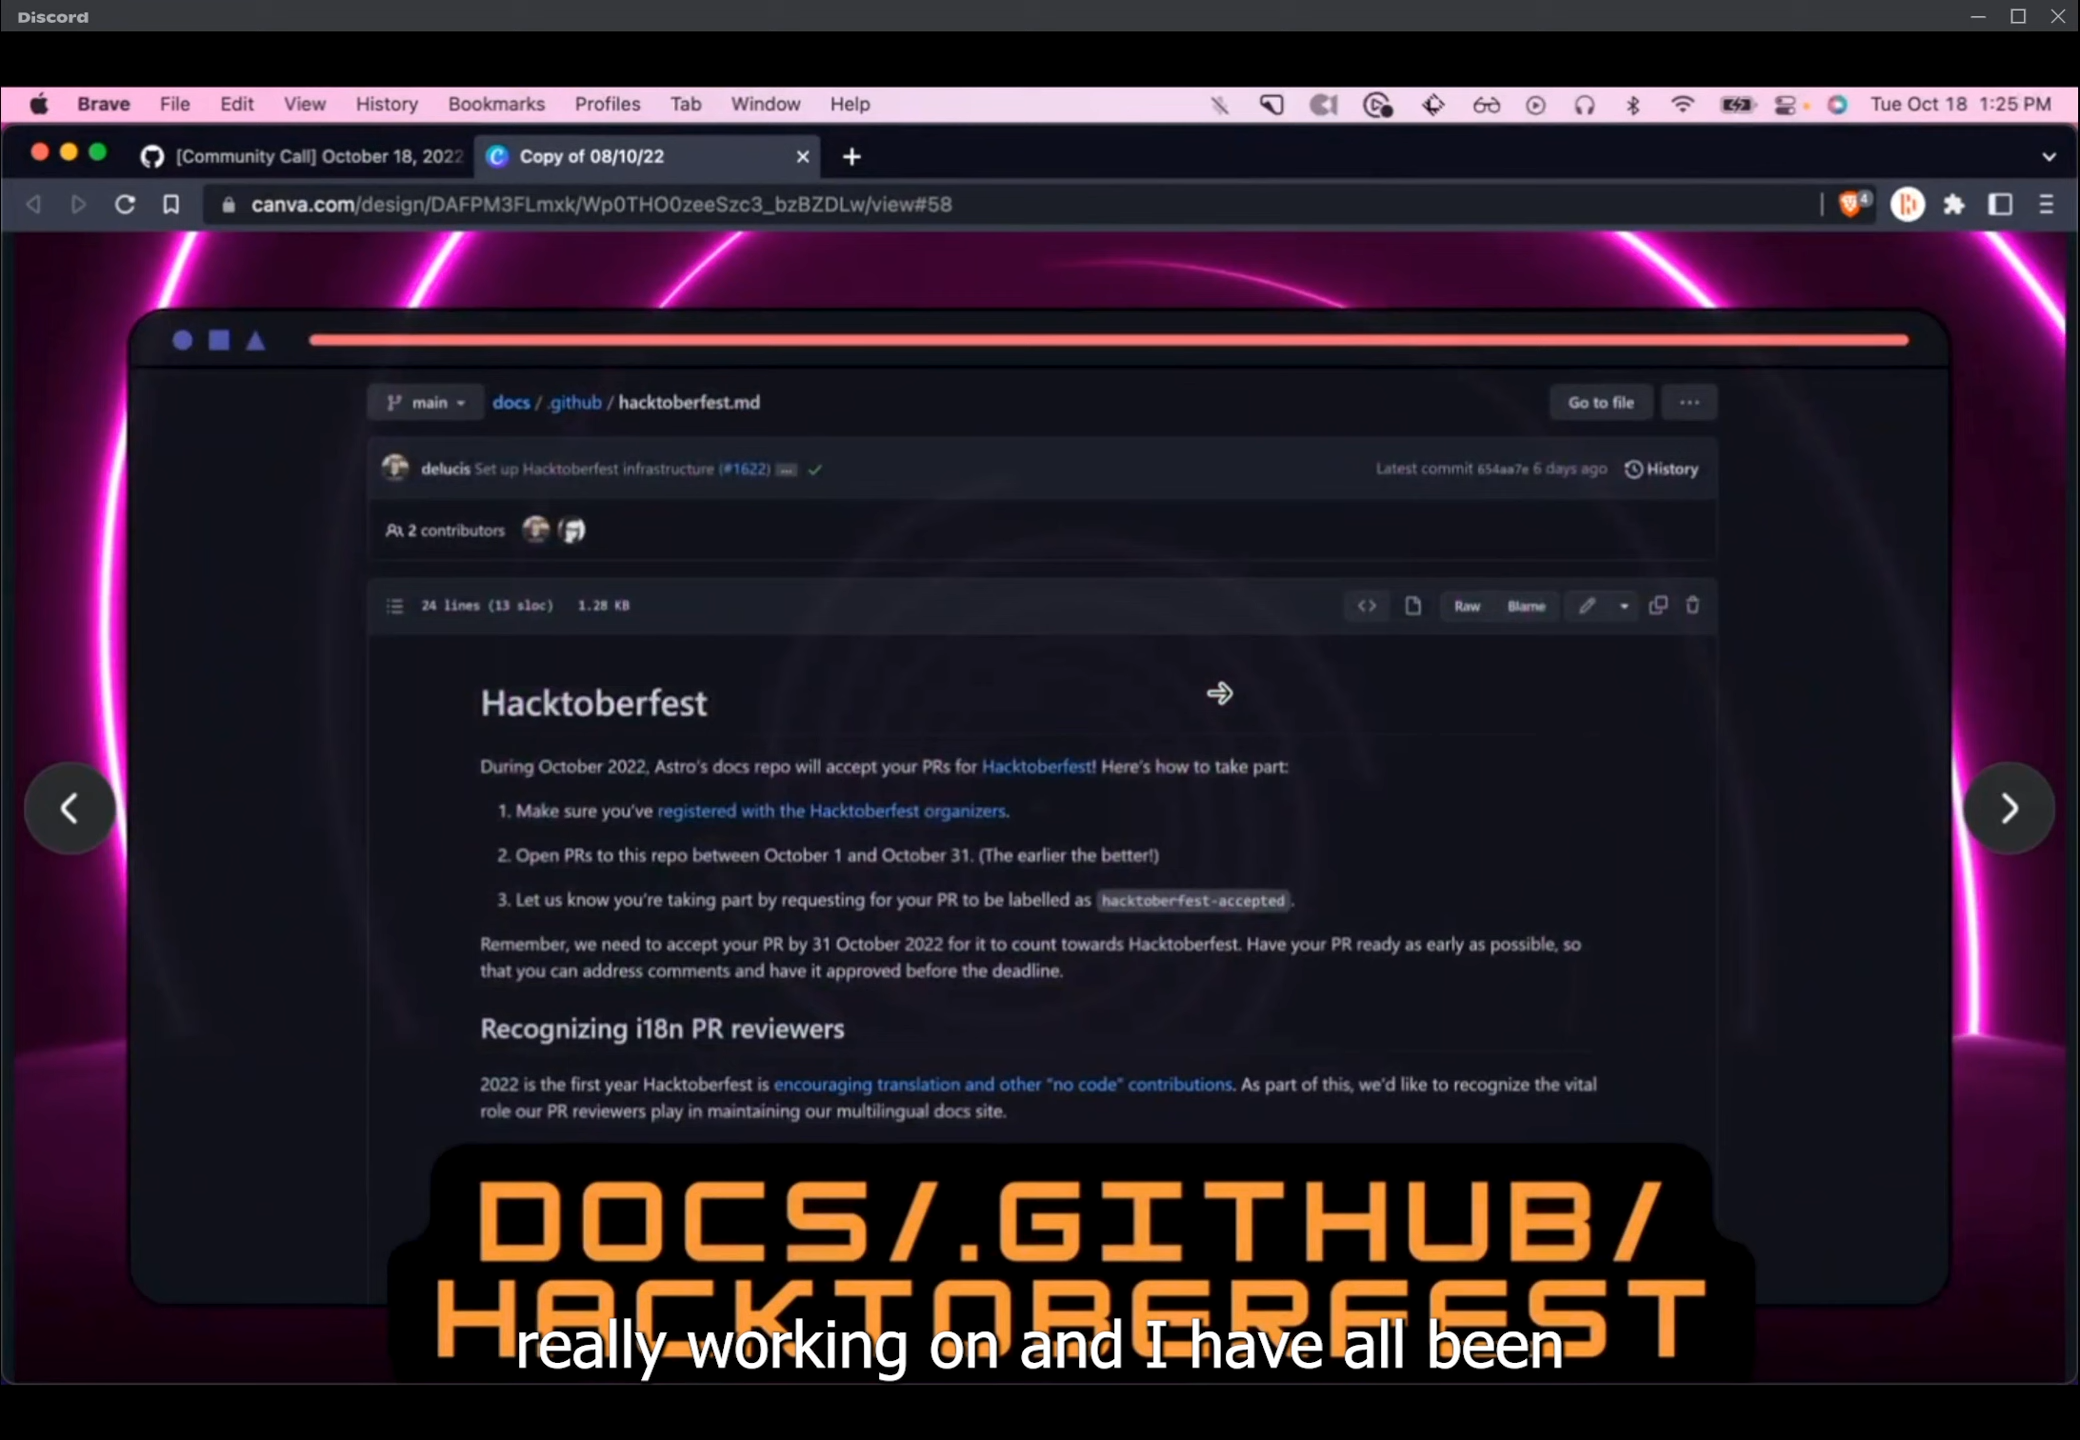 Discord
Brave File Edit View History Bookmarks Profiles Tab Window Help Tue Oct 18 1:25 PM
[Community Call] October 18, 2022 Copy of 08/10/22
canva.com/design/DAFPM3FLmxk/Wp0THO0zeeSzc3_bzBZDLw/view#58 4
main docs / .github / hacktoberfest.md Go to file
delucis Set up Hacktoberfest infrastructure (#1622) ... Latest commit 654aa7e 6 days ago History
2 contributors
24 lines (13 sloc) 1.28 KB Raw Blame
Hacktoberfest
During October 2022, Astro's docs repo will accept your PRs for Hacktoberfest! Here's how to take part:
1. Make sure you've registered with the Hacktoberfest organizers.
2. Open PRs to this repo between October 1 and October 31. (The earlier the better!)
3. Let us know you're taking part by requesting for your PR to be labelled as hacktoberfest-accepted.
Remember, we need to accept your PR by 31 October 2022 for it to count towards Hacktoberfest. Have your PR ready as early as possible, so
that you can address comments and have it approved before the deadline.
Recognizing i18n PR reviewers
2022 is the first year Hacktoberfest is encouraging translation and other "no code" contributions. As part of this, we'd like to recognize the vital
role our PR reviewers play in maintaining our multilingual docs site.
DOCS/.GITHUB/
HACKTOBERFEST
really working on and I have all been